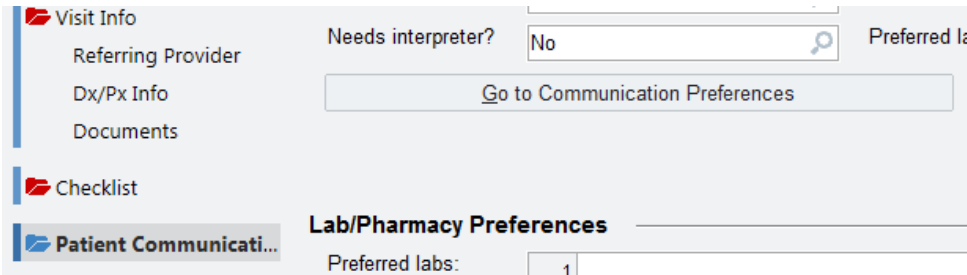 Visit Info
Referring Provider
Dx/Px Info
Documents
Checklist
Patient Communicati...
Needs interpreter? No Preferred la
Go to Communication Preferences
Lab/Pharmacy Preferences
Preferred labs: 1